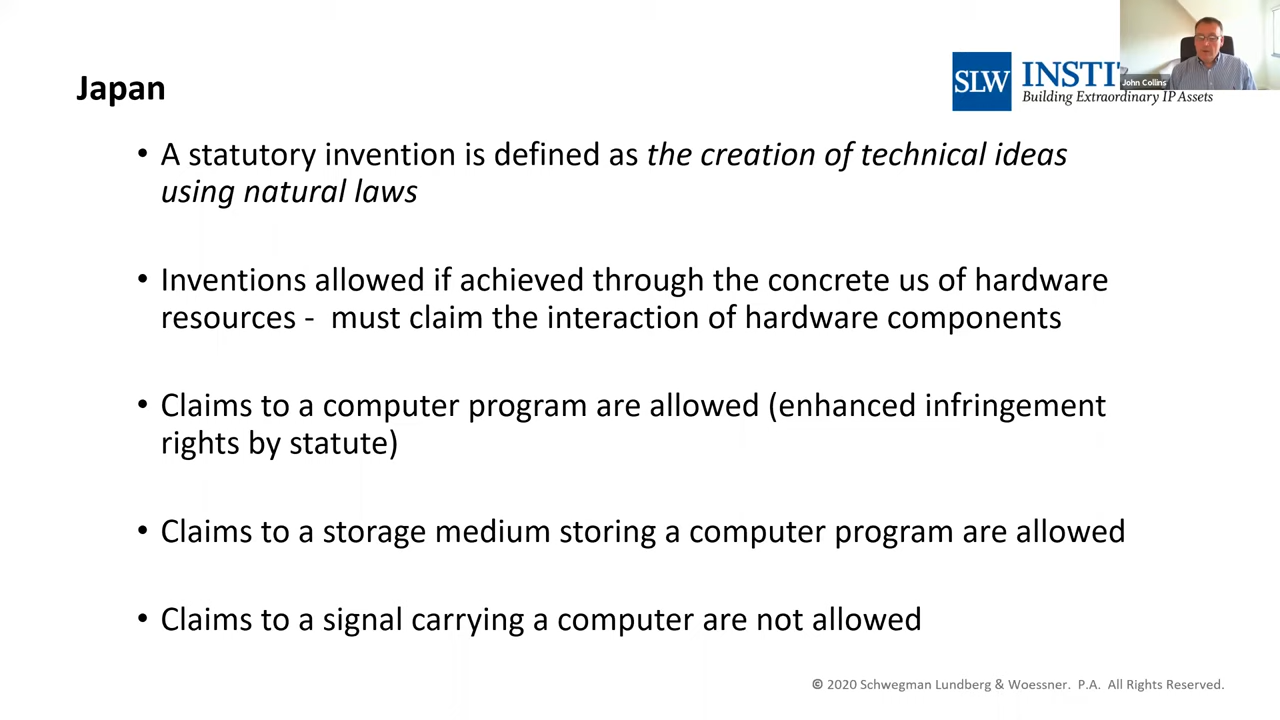 Japan
SLW INSTI
John Collins
Building Extraordinary IP Assets
• A statutory invention is defined as the creation of technical ideas
using natural laws
• Inventions allowed if achieved through the concrete us of hardware
resources - must claim the interaction of hardware components
• Claims to a computer program are allowed (enhanced infringement
rights by statute)
• Claims to a storage medium storing a computer program are allowed
• Claims to a signal carrying a computer are not allowed
© 2020 Schwegman Lundberg & Woessner. P.A. All Rights Reserved.